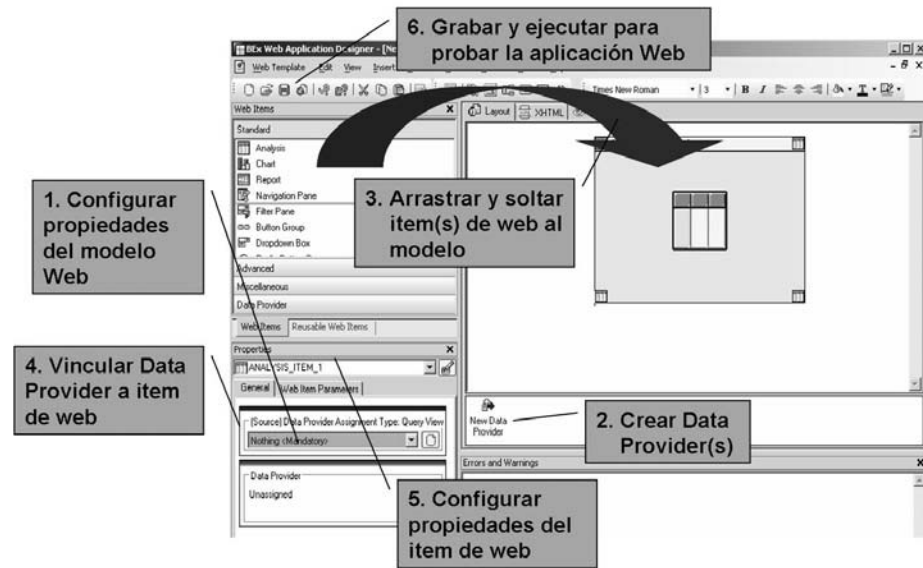 6. Grabar y ejecutar para
probar la aplicación Web
BEx Web Application Designer - [Ne
Web Template Edit View Insert
Times New Roman 3 B I
Web Items
Layout XHTML
Standard
Analysis
Chart
Report
Navigation Pane
Filter Pane
Button Group
Dropdown Box
Advanced
Miscellaneous
Data Provider
Web Items Reusable Web Items
1. Configurar
propiedades
del modelo
Web
3. Arrastrar y soltar
item(s) de web al
modelo
Properties
ANALYSIS_ITEM_1
General Web Item Parameters
4. Vincular Data
Provider a item
de web
(Source) Data Provider Assignment Type: Query View
Nothing <Mandatory>
Data Provider
Unassigned
New Data
Provider
2. Crear Data
Provider(s)
Errors and Warnings
5. Configurar
propiedades del
item de web